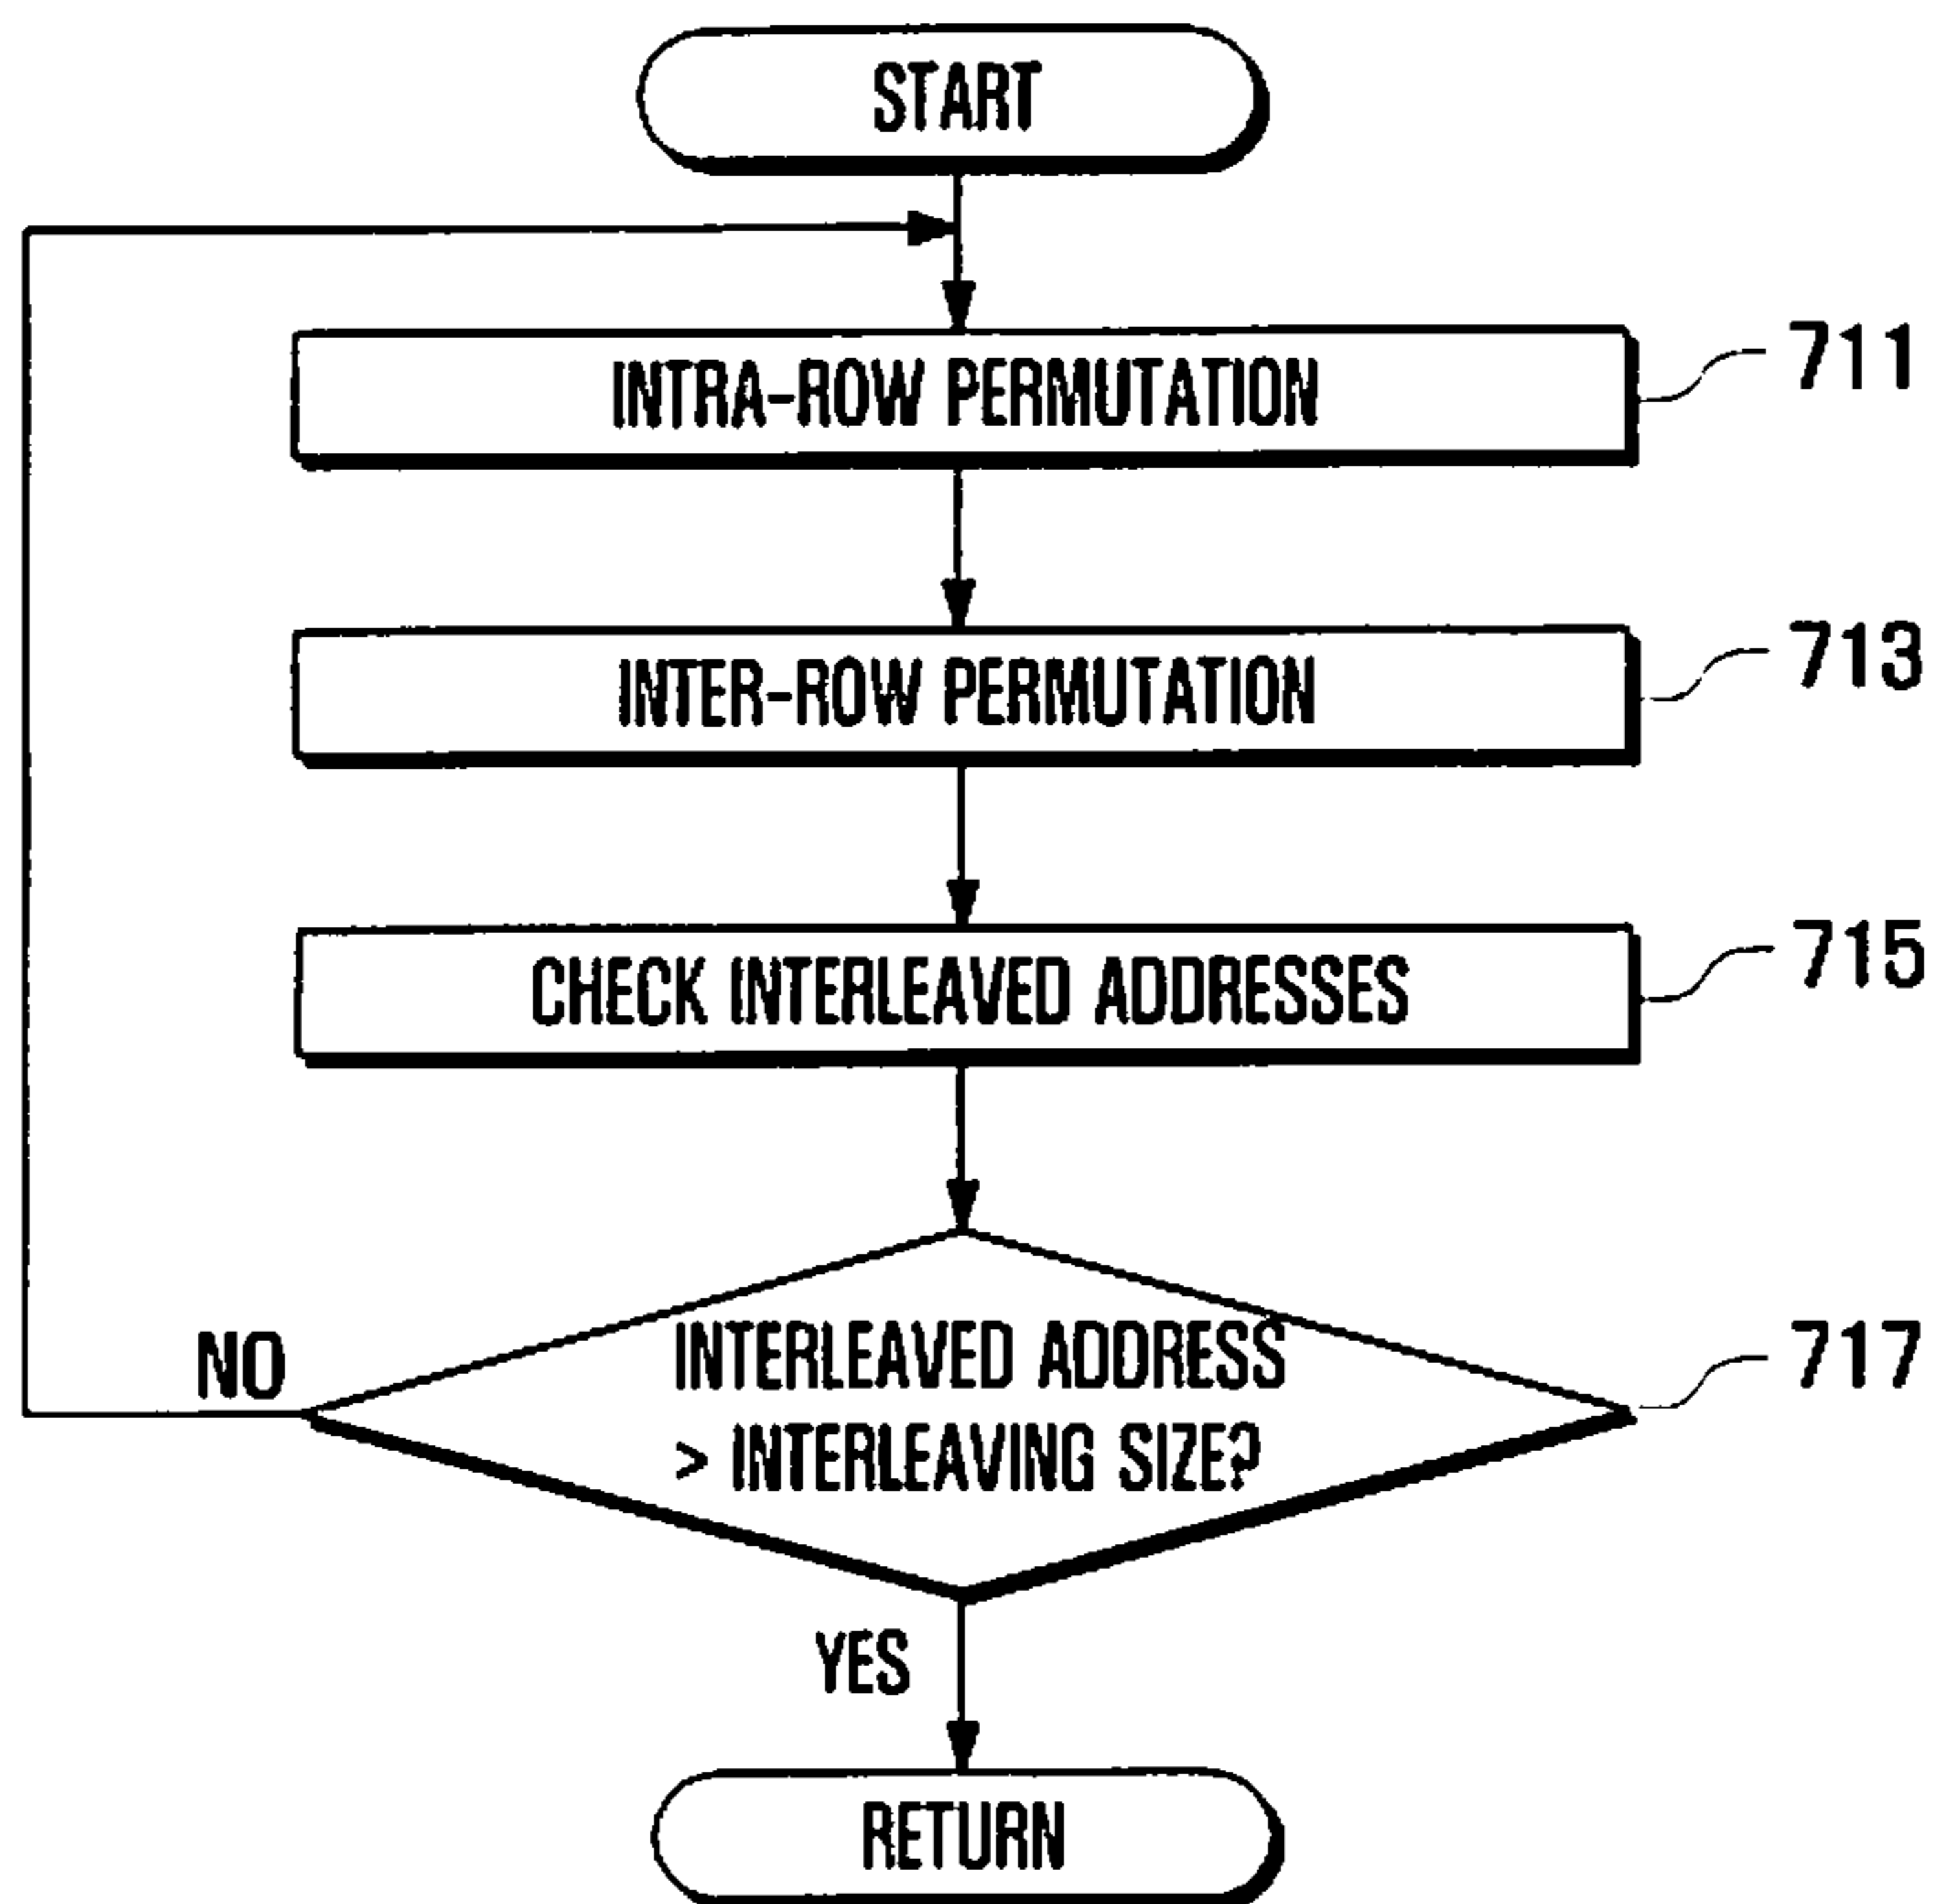 START
INTRA-ROW PERMUTATION
711
INTER-ROW PERMUTATION
713
CHECK INTERLEAVED ADDRESSES
715
INTERLEAVED ADDRESS
> INTERLEAVING SIZE?
717
NO
YES
RETURN